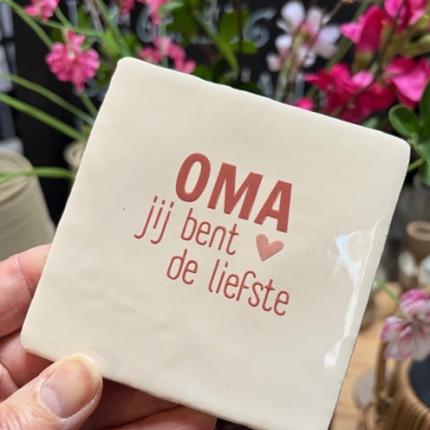 OMA
jij bent
de liefste